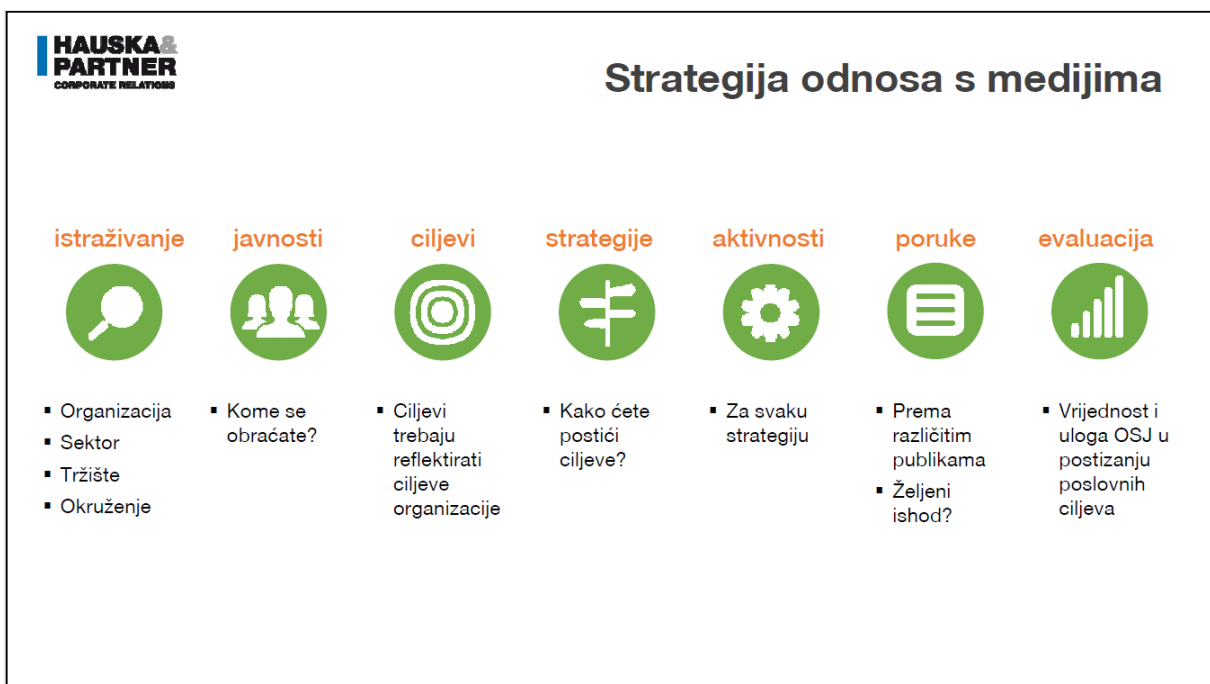 HAUSKA&
PARTNER
CORPORATE RELATIONS
Strategija odnosa s medijima
istraživanje
▪ Organizacija
▪ Sektor
▪ Tržište
▪ Okruženje
javnosti
▪ Kome se
obraćate?
ciljevi
▪ Ciljevi
trebaju
reflektirati
ciljeve
organizacije
strategije
▪ Kako ćete
postići
ciljeve?
aktivnosti
▪ Za svaku
strategiju
poruke
▪ Prema
različitim
publikama
▪ Željeni
ishod?
evaluacija
▪ Vrijednost i
uloga OSJ u
postizanju
poslovnih
ciljeva